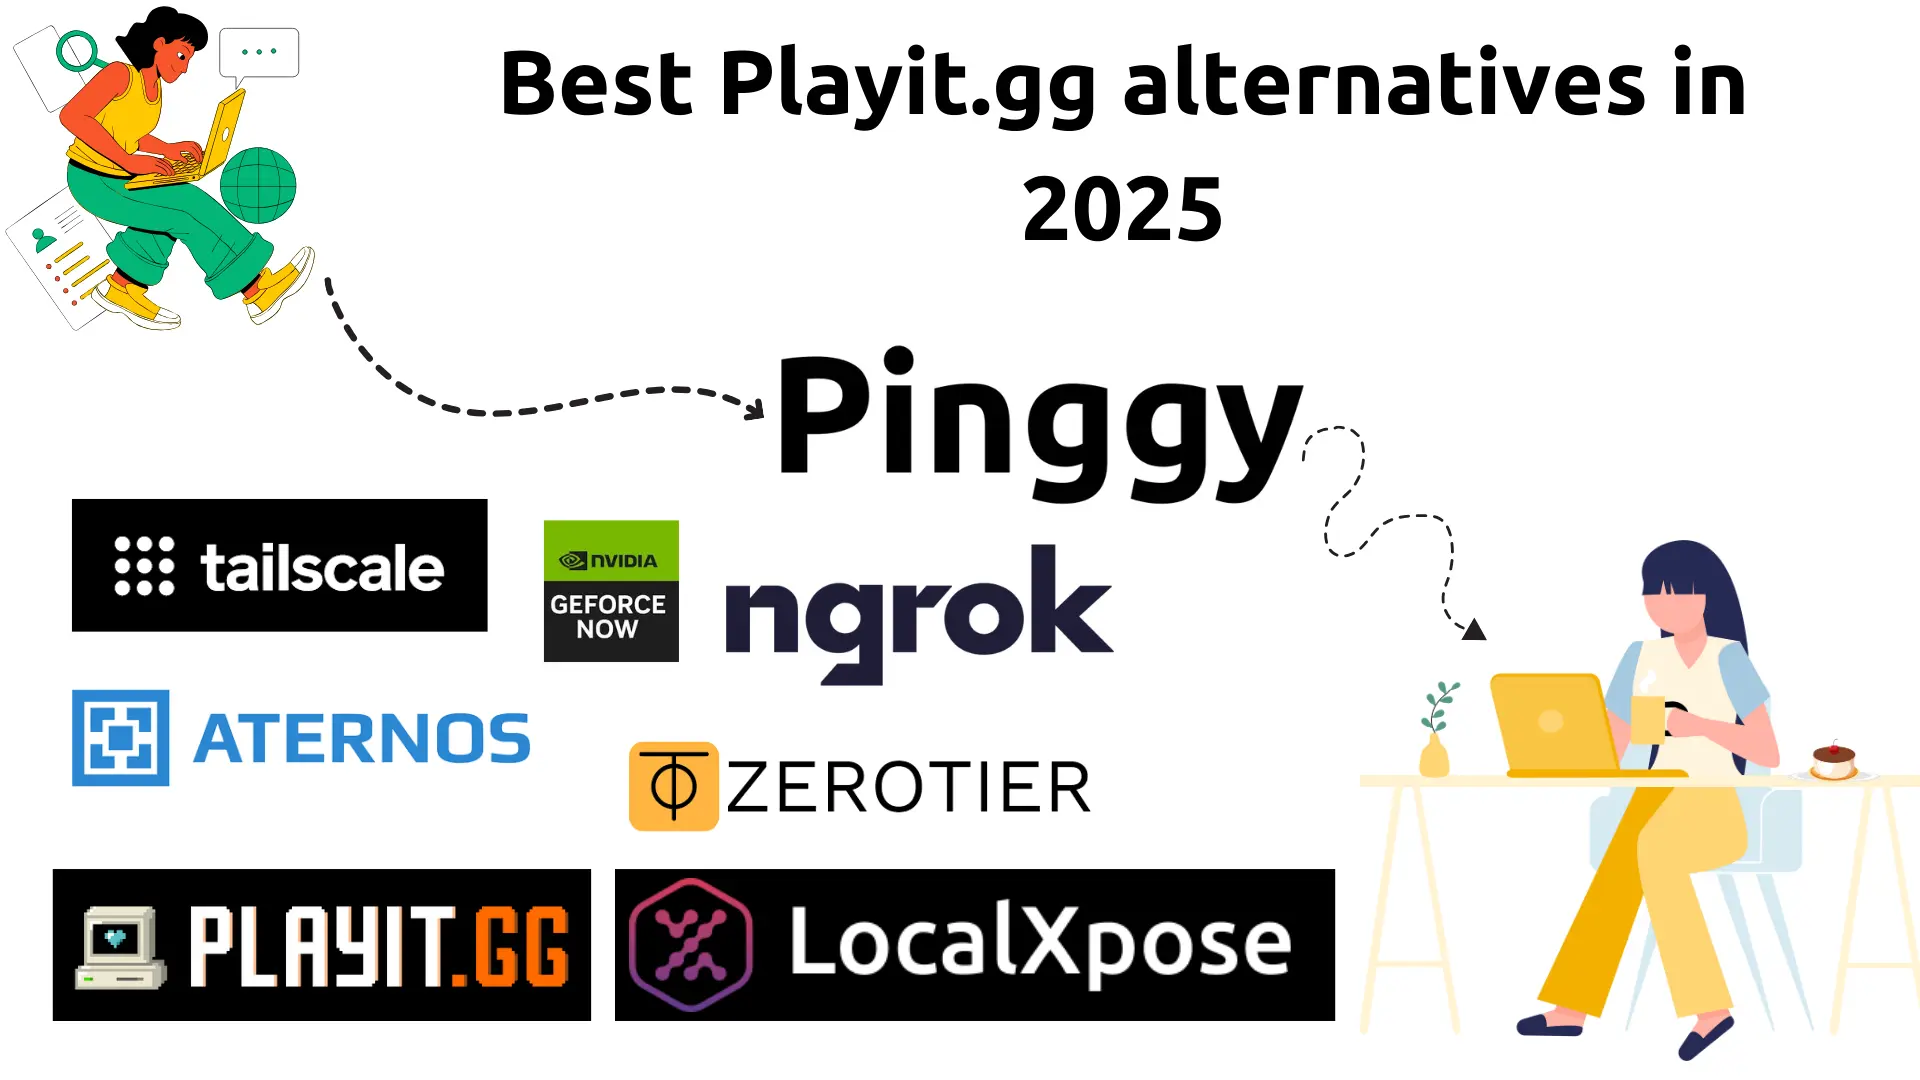 Best Playit.gg alternatives in
2025
Pinggy
tailscale
NVIDIA
GEFORCE
NOW
ngrok
ATERNOS
ZEROTIER
PLAYIT.GG
LocalXpose